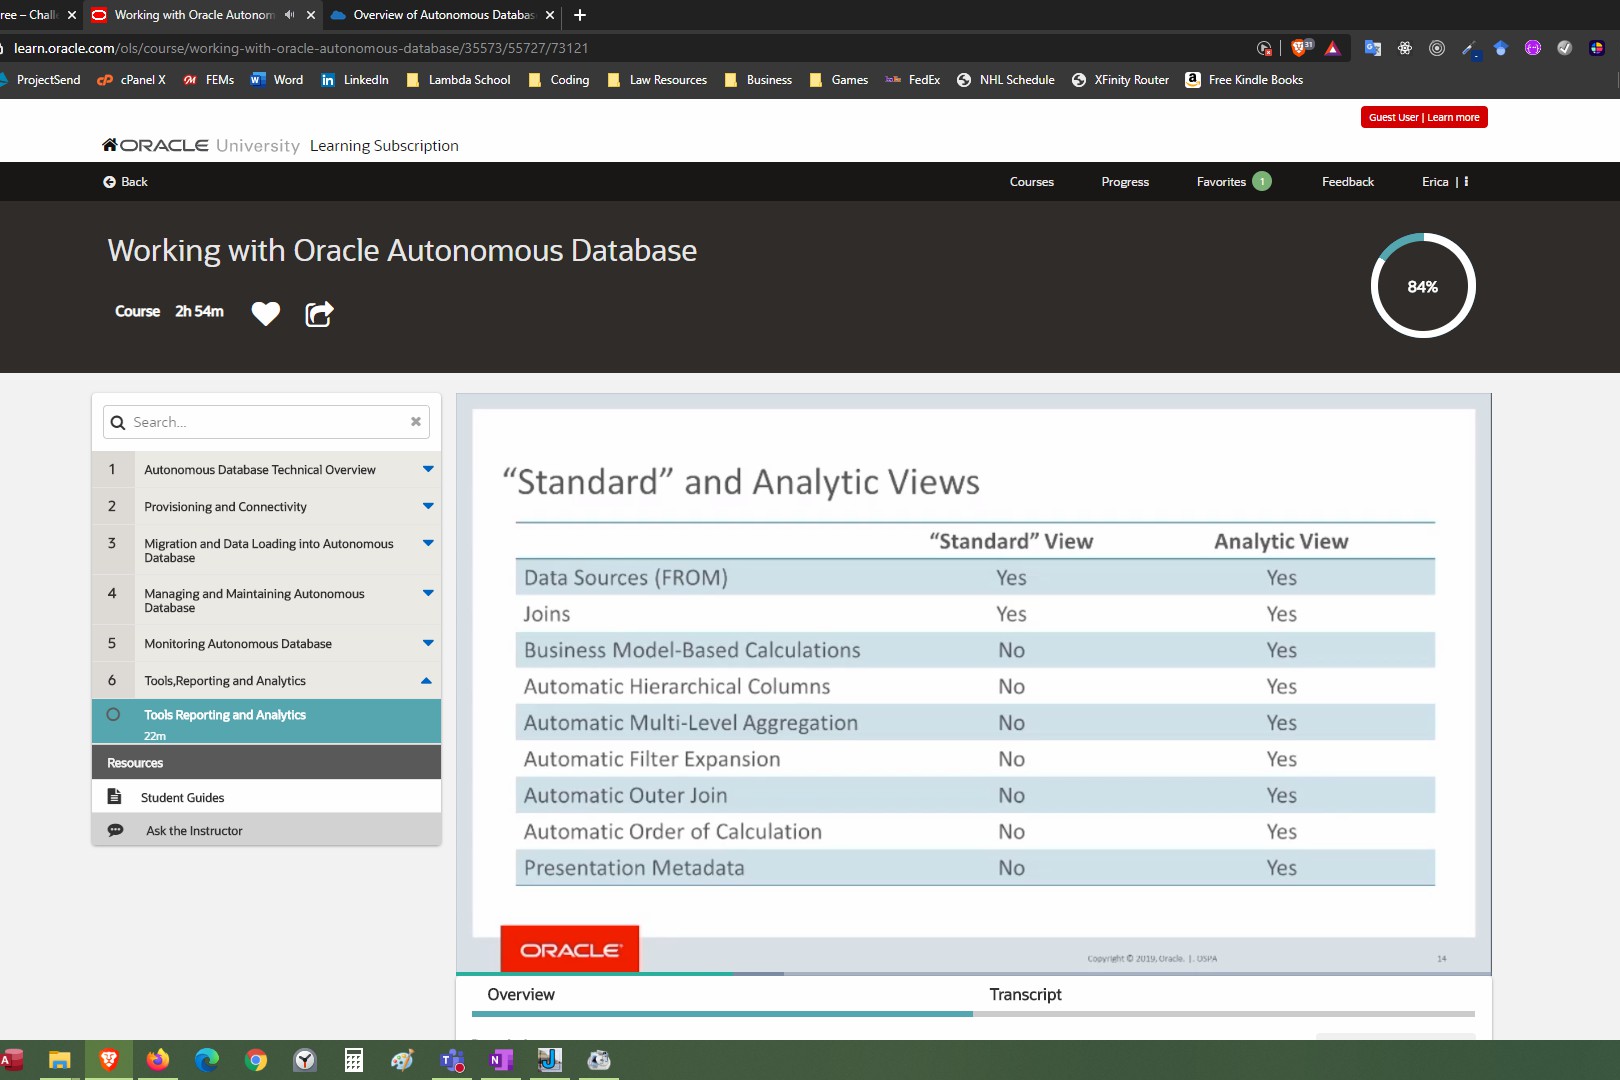 ree – Chall
Working with Oracle Autonom
Overview of Autonomous Databas
learn.oracle.com/ols/course/working-with-oracle-autonomous-database/35573/55727/73121
31
ProjectSend
cPanel X
FEMs
Word
LinkedIn
Lambda School
Coding
Law Resources
Business
Games
FedEx
NHL Schedule
XFinity Router
Free Kindle Books
Guest User | Learn more
ORACLE University Learning Subscription
Back
Courses
Progress
Favorites 1
Feedback
Erica
Working with Oracle Autonomous Database
Course 2h 54m
84%
Search...
1 Autonomous Database Technical Overview
2 Provisioning and Connectivity
3 Migration and Data Loading into Autonomous
Database
4 Managing and Maintaining Autonomous
Database
5 Monitoring Autonomous Database
6 Tools,Reporting and Analytics
Tools Reporting and Analytics
22m
Resources
Student Guides
Ask the Instructor
“Standard” and Analytic Views
“Standard” View Analytic View
Data Sources (FROM) Yes Yes
Joins Yes Yes
Business Model-Based Calculations No Yes
Automatic Hierarchical Columns No Yes
Automatic Multi-Level Aggregation No Yes
Automatic Filter Expansion No Yes
Automatic Outer Join No Yes
Automatic Order of Calculation No Yes
Presentation Metadata No Yes
ORACLE
Copyright © 2019, Oracle. |. USPA
14
Overview
Transcript